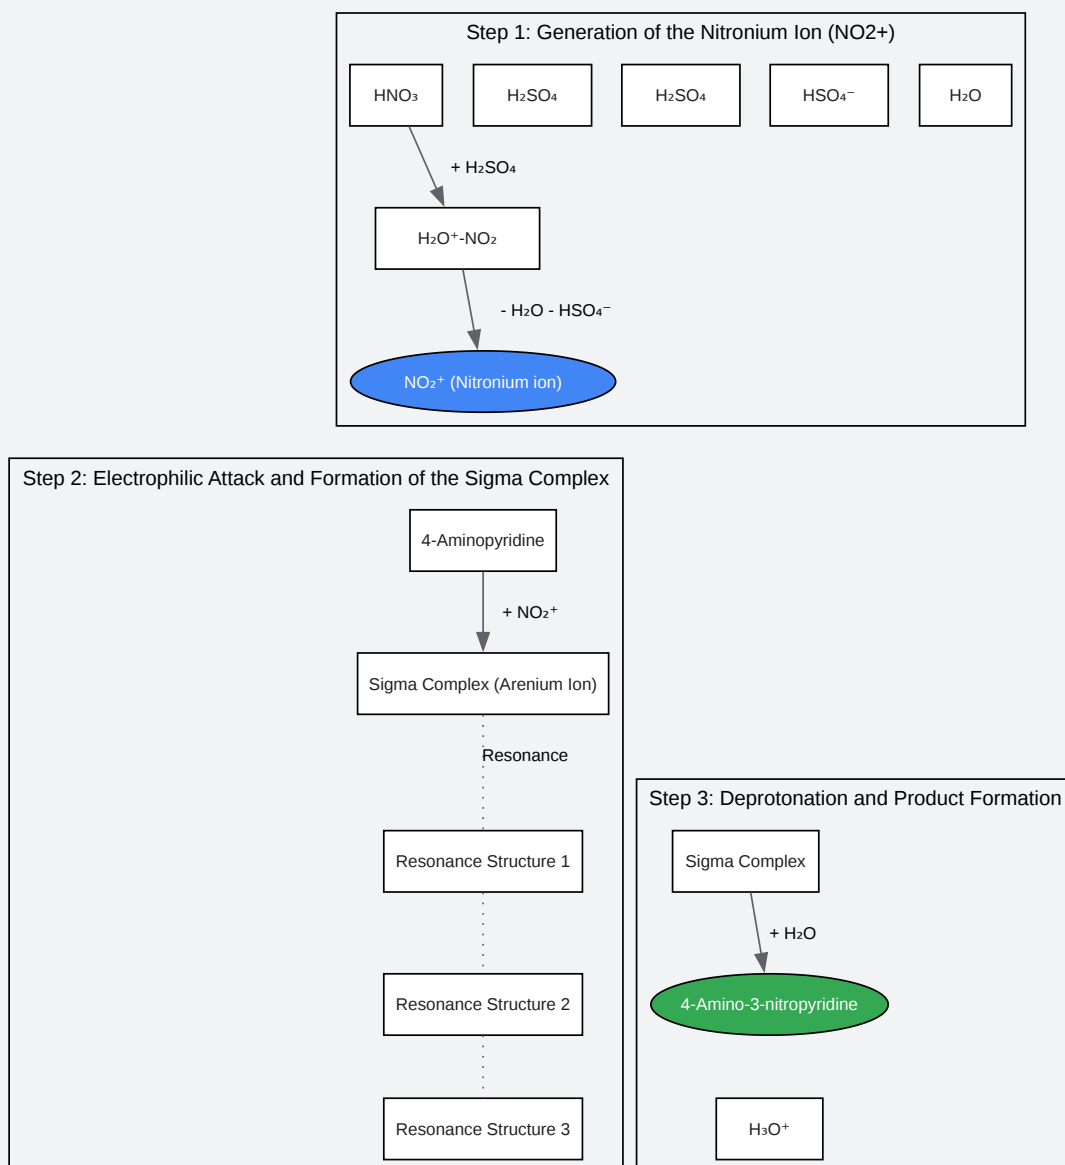 Step 1: Generation of the Nitronium Ion (NO2+)
HNO₃
H₂SO₄
H₂SO₄
HSO₄⁻
H₂O
+ H₂SO₄
H₂O⁺-NO₂
- H₂O - HSO₄⁻
NO₂⁺ (Nitronium ion)
Step 2: Electrophilic Attack and Formation of the Sigma Complex
4-Aminopyridine
+ NO₂⁺
Sigma Complex (Arenium Ion)
Resonance
Resonance Structure 1
Resonance Structure 2
Resonance Structure 3
Step 3: Deprotonation and Product Formation
Sigma Complex
+ H₂O
4-Amino-3-nitropyridine
H₃O⁺